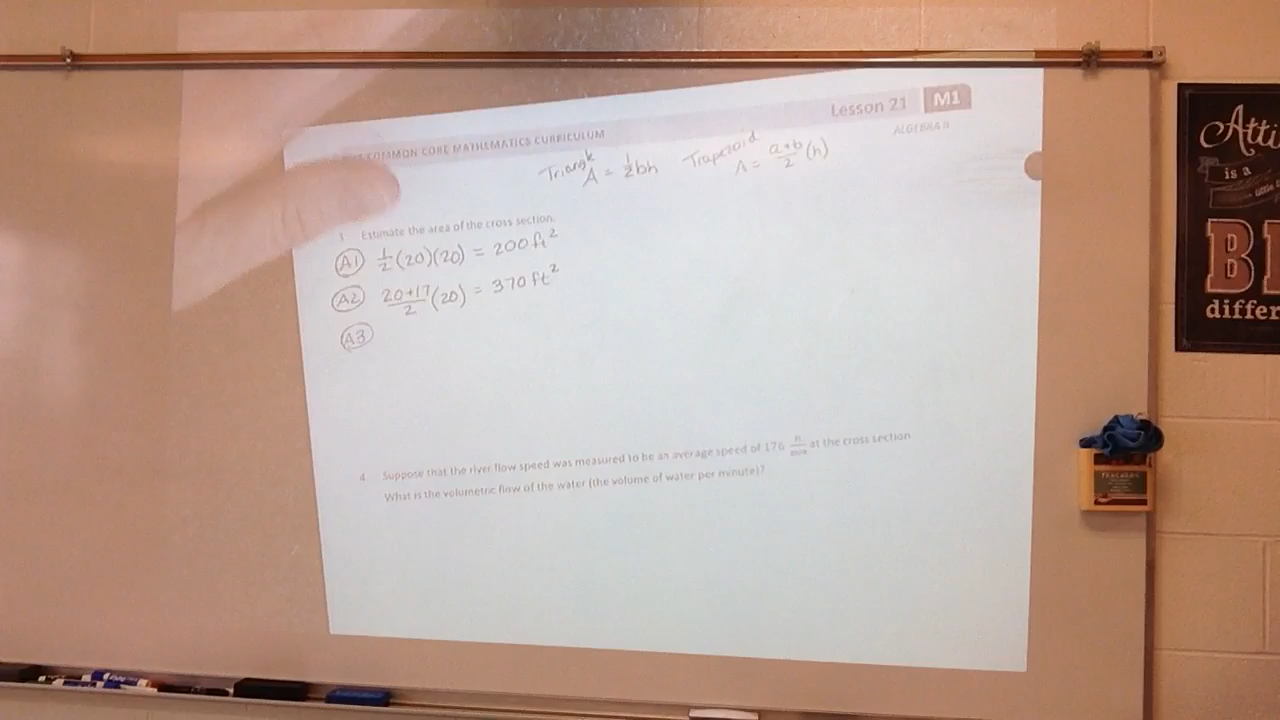 Lesson 21 M1
COMMON CORE MATHEMATICS CURRICULUM
ALGEBRA II
Triangle A = 1/2 bh
Trapezoid A = a+b/2 (h)
3. Estimate the area of the cross section.
A1 1/2 (20)(20) = 200 ft²
A2 20+17/2 (20) = 370 ft²
A3
4. Suppose that the river flow speed was measured to be an average speed of 176 ft/min at the cross section.
What is the volumetric flow of the water (the volume of water per minute)?
Atti
is a
little
BI
differ